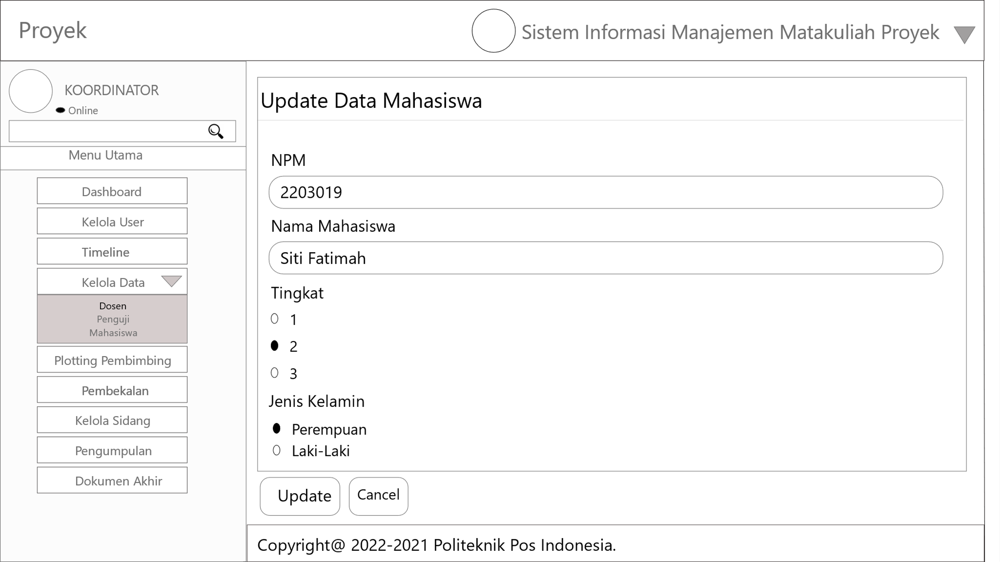 Proyek
Sistem Informasi Manajemen Matakuliah Proyek
KOORDINATOR
Online
Menu Utama
Dashboard
Kelola User
Timeline
Kelola Data
Dosen
Penguji
Mahasiswa
Plotting Pembimbing
Pembekalan
Kelola Sidang
Pengumpulan
Dokumen Akhir
Update Data Mahasiswa
NPM
2203019
Nama Mahasiswa
Siti Fatimah
Tingkat
1
2
3
Jenis Kelamin
Perempuan
Laki-Laki
Update
Cancel
Copyright@ 2022-2021 Politeknik Pos Indonesia.